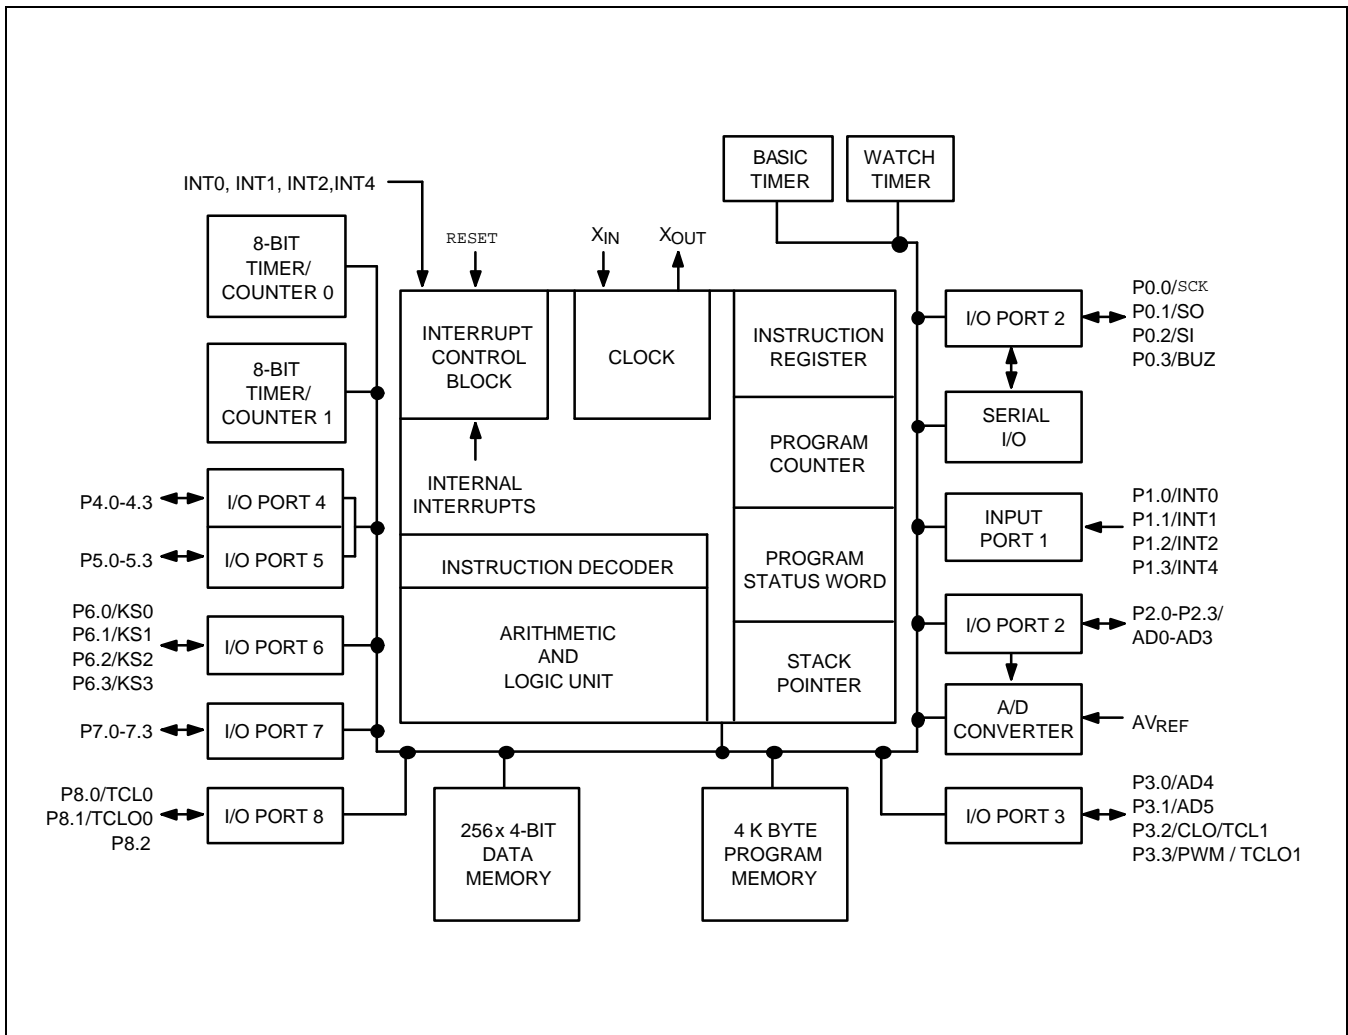 BASIC
TIMER
WATCH
TIMER
INT0, INT1, INT2,INT4
8-BIT
TIMER/
COUNTER 0
RESET
XIN
XOUT
INTERRUPT
CONTROL
BLOCK
CLOCK
INSTRUCTION
REGISTER
I/O PORT 2
P0.0/SCK
P0.1/SO
P0.2/SI
P0.3/BUZ
8-BIT
TIMER/
COUNTER 1
SERIAL
I/O
PROGRAM
COUNTER
INTERNAL
INTERRUPTS
P4.0-4.3
I/O PORT 4
P5.0-5.3
I/O PORT 5
INPUT
PORT 1
P1.0/INT0
P1.1/INT1
P1.2/INT2
P1.3/INT4
INSTRUCTION DECODER
PROGRAM
STATUS WORD
P6.0/KS0
P6.1/KS1
P6.2/KS2
P6.3/KS3
I/O PORT 6
ARITHMETIC
AND
LOGIC UNIT
STACK
POINTER
I/O PORT 2
P2.0-P2.3/
AD0-AD3
P7.0-7.3
I/O PORT 7
A/D
CONVERTER
AVREF
P8.0/TCL0
P8.1/TCLO0
P8.2
I/O PORT 8
256x 4-BIT
DATA
MEMORY
4 K BYTE
PROGRAM
MEMORY
I/O PORT 3
P3.0/AD4
P3.1/AD5
P3.2/CLO/TCL1
P3.3/PWM / TCLO1